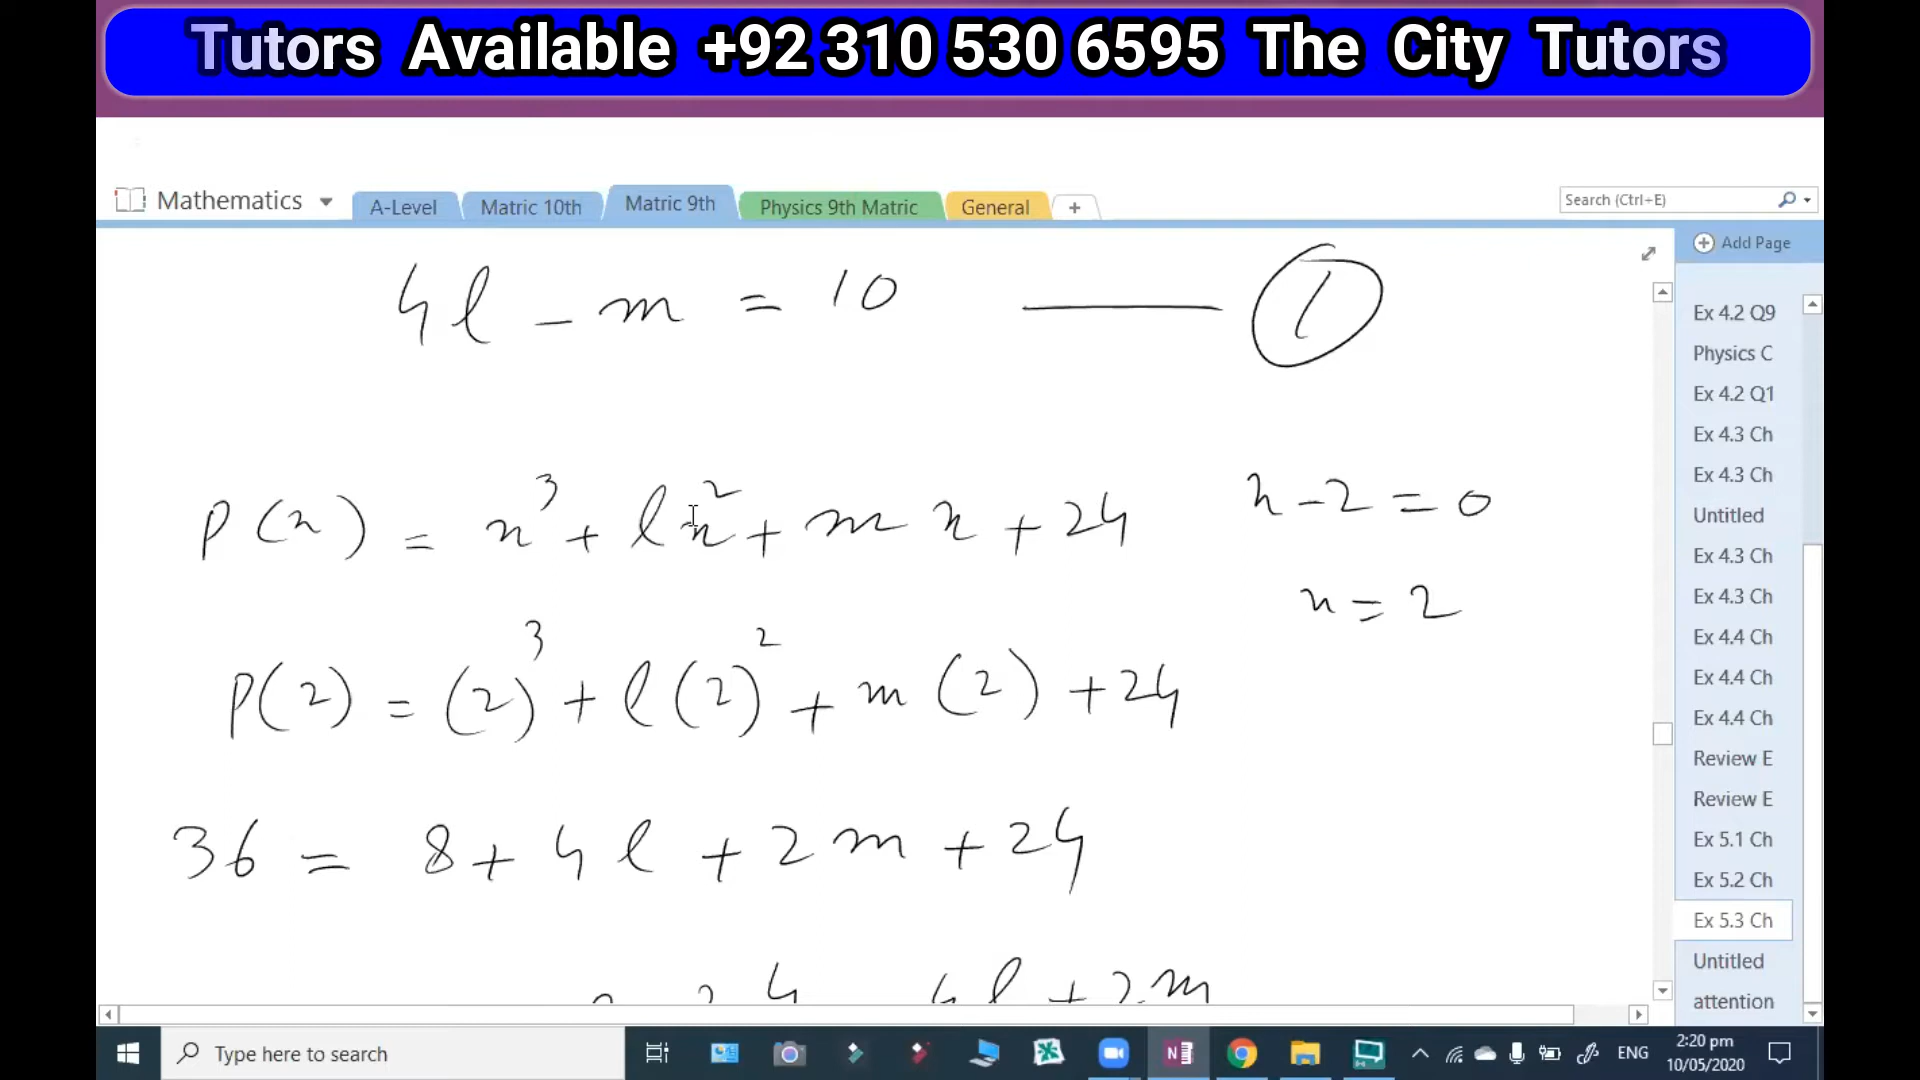 Tutors Available +92 310 530 6595 The City Tutors
Mathematics
A-Level
Matric 10th
Matric 9th
Physics 9th Matric
General
+
Search (Ctrl+E)
Add Page
4l - m = 10 —— ①
P(x) = x³ + lx² + mx + 24
x - 2 = 0
x = 2
P(2) = (2)³ + l(2)² + m(2) + 24
36 = 8 + 4l + 2m + 24
4l + 2m
Ex 4.2 Q9
Physics C
Ex 4.2 Q1
Ex 4.3 Ch
Ex 4.3 Ch
Untitled
Ex 4.3 Ch
Ex 4.3 Ch
Ex 4.4 Ch
Ex 4.4 Ch
Ex 4.4 Ch
Review E
Review E
Ex 5.1 Ch
Ex 5.2 Ch
Ex 5.3 Ch
Untitled
attention
Type here to search
ENG
2:20 pm
10/05/2020